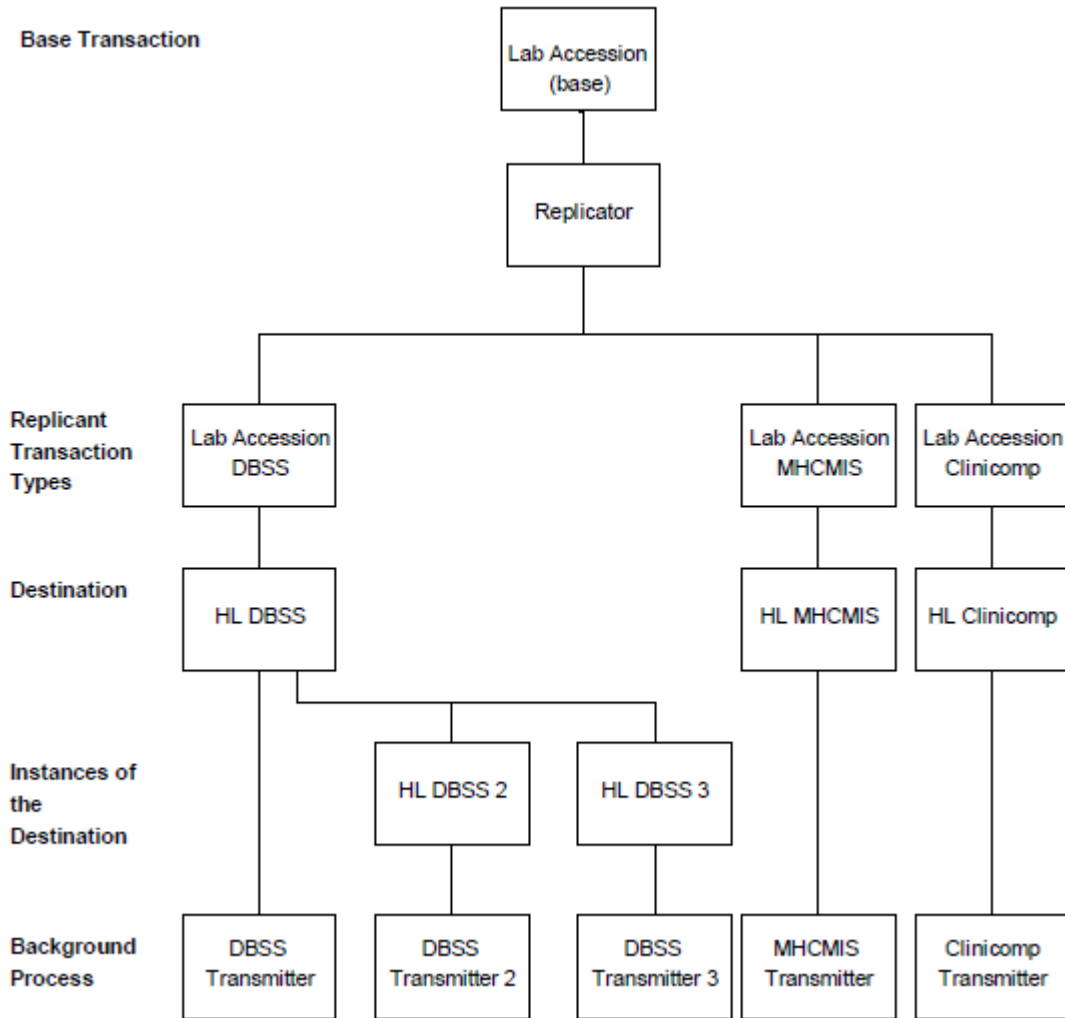 Base Transaction
Lab Accession
(base)
Replicator
Replicant
Transaction
Types
Lab Accession
DBSS
Lab Accession
MHCMIS
Lab Accession
Clinicomp
Destination
HL DBSS
HL MHCMIS
HL Clinicomp
Instances of
the
Destination
HL DBSS 2
HL DBSS 3
Background
Process
DBSS
Transmitter
DBSS
Transmitter 2
DBSS
Transmitter 3
MHCMIS
Transmitter
Clinicomp
Transmitter